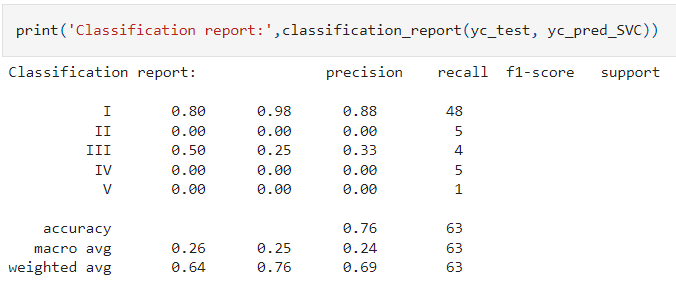 print('Classification report:',classification_report(yc_test, yc_pred_SVC))
Classification report:               precision    recall  f1-score   support
I       0.80      0.98      0.88        48
II       0.00      0.00      0.00         5
III       0.50      0.25      0.33         4
IV       0.00      0.00      0.00         5
V       0.00      0.00      0.00         1
accuracy                           0.76        63
macro avg       0.26      0.25      0.24        63
weighted avg       0.64      0.76      0.69        63